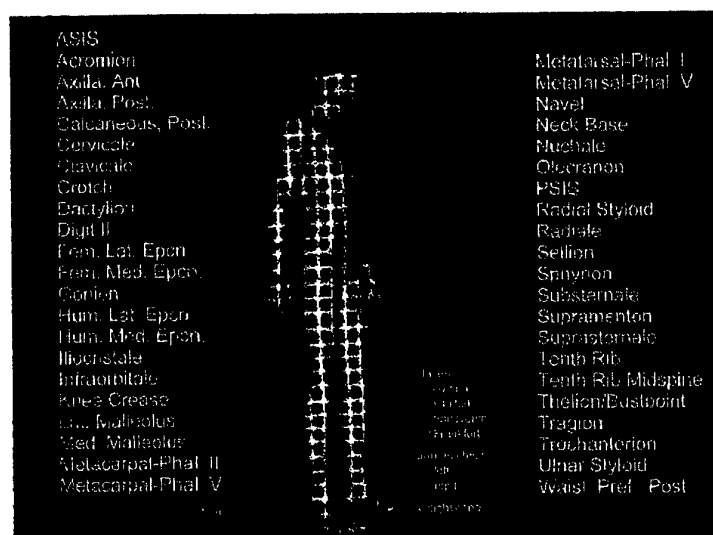 ASIS
Acromion
Axilla, Ant
Axilla, Post.
Calcaneous, Post.
Cervicale
Clavicale
Crotch
Dactylion
Digit II
Fem. Lat. Epcn
Fem. Med. Epcn.
Gonion
Hum. Lat. Epcn
Hum. Med. Epcn.
Iliocristale
Infraorbitale
Knee Crease
Lat. Malleolus
Med. Malleolus
Metacarpal-Phal. II
Metacarpal-Phal. V
Metatarsal-Phal. I
Metatarsal-Phal. V
Navel
Neck Base
Nuchale
Olecranon
PSIS
Radial Styloid
Radiale
Sellion
Sphyrion
Substernale
Supramenton
Suprasternale
Tenth Rib
Tenth Rib Midspine
Thelion/Bustpoint
Tragion
Trochanterion
Ulnar Styloid
Waist, Pref. Post